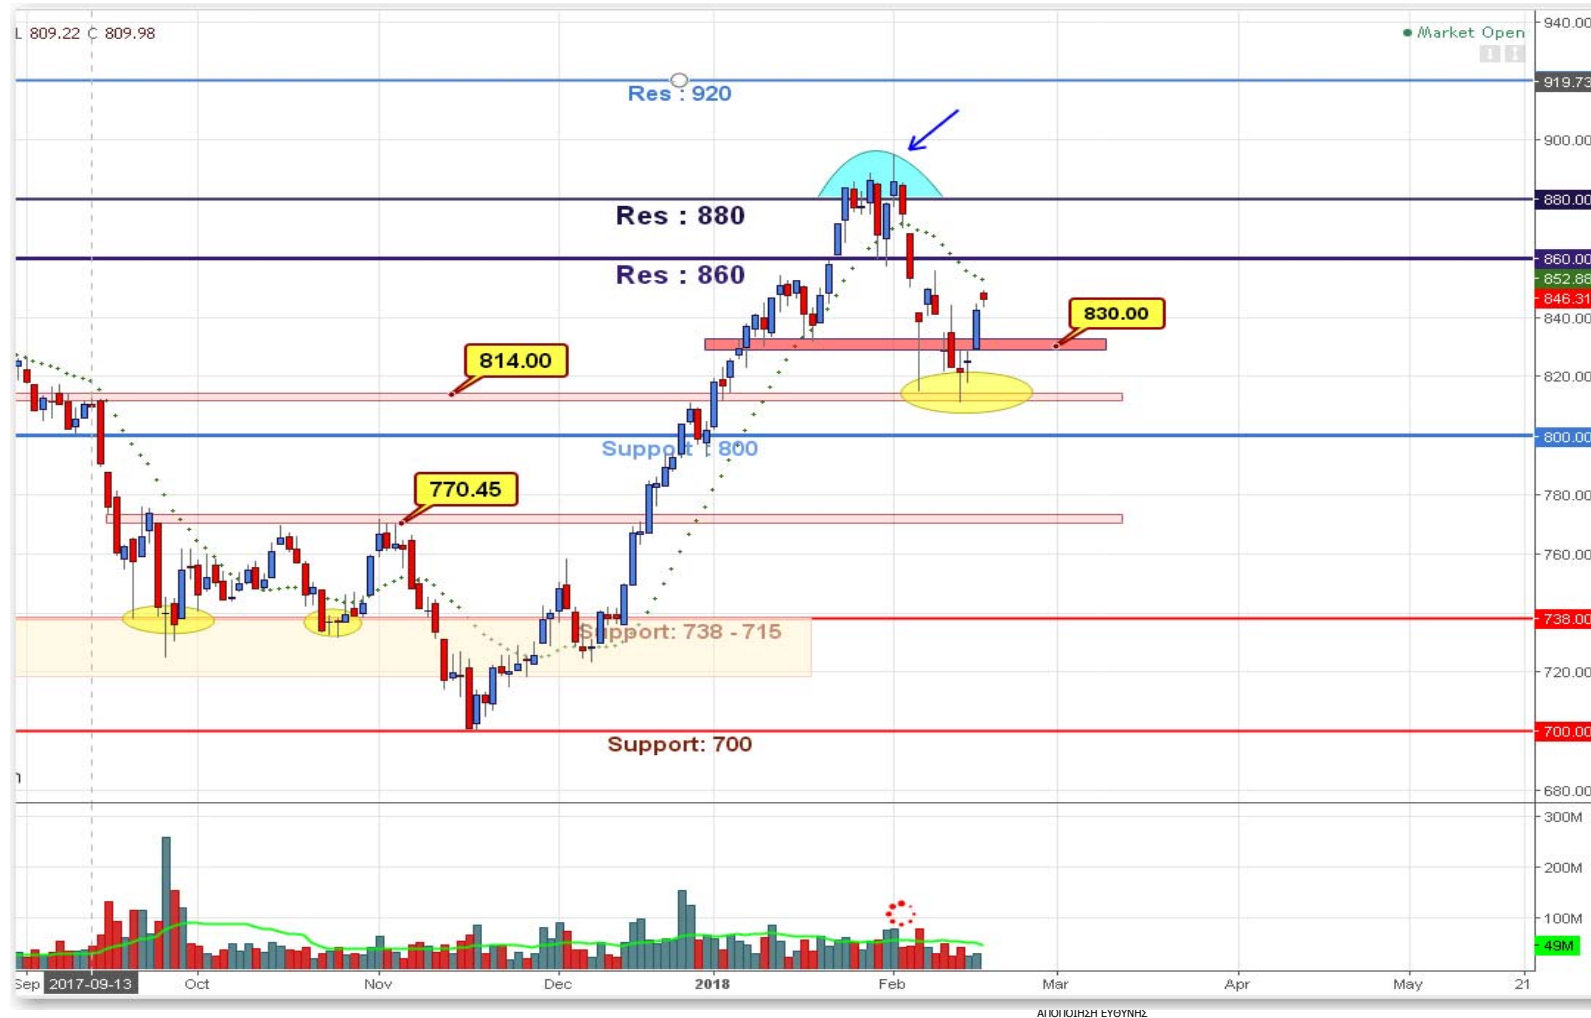 L 809.22 C 809.98
Market Open
940.00
919.73
Res : 920
900.00
Res : 880
880.00
860.00
Res : 860
852.88
846.31
840.00
830.00
814.00
820.00
800.00
Support : 800
770.45
780.00
760.00
738.00
Support: 738 - 715
720.00
700.00
Support: 700
680.00
300M
200M
100M
49M
Sep 2017-09-13 Oct Nov Dec 2018 Feb Mar Apr May 21
ΑΠΟΠΟΙΗΣΗ ΕΥΘΥΝΗΣ